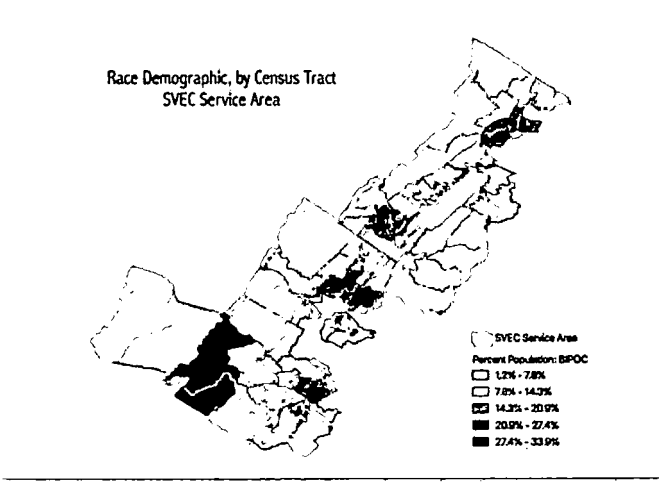 Race Demographic, by Census Tract
SVEC Service Area
SVEC Service Area
Percent Population: BIPOC
1.2% - 7.8%
7.8% - 14.3%
14.3% - 20.9%
20.9% - 27.4%
27.4% - 33.9%